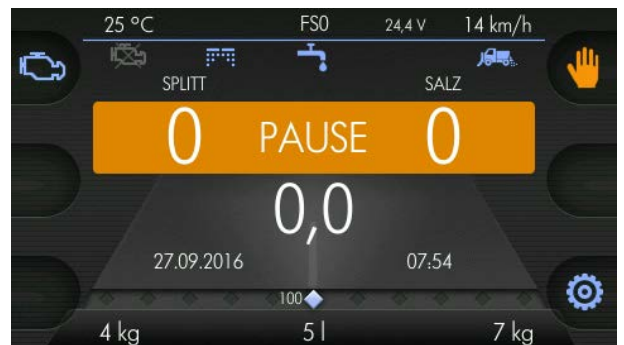 25 °C FS0 24,4 V 14 km/h
SPLITT SALZ
0 PAUSE 0
0,0
27.09.2016 07:54
100
4 kg 5 l 7 kg